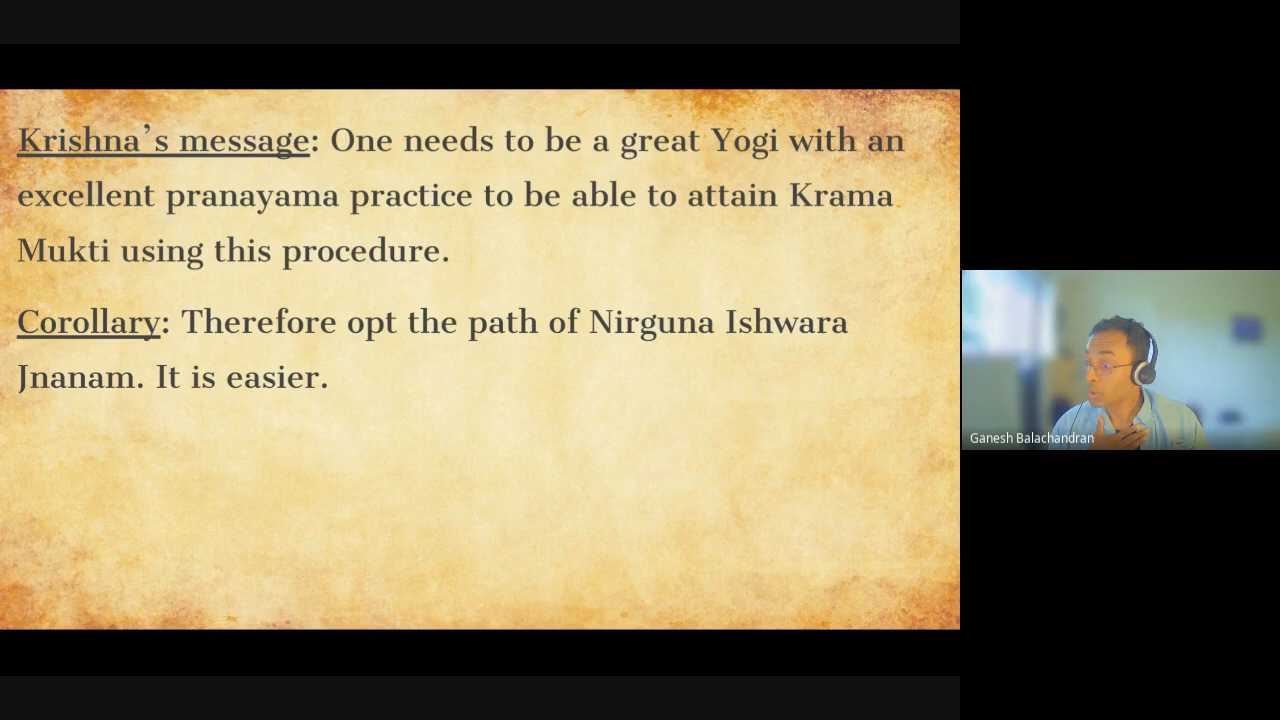 Krishna’s message: One needs to be a great Yogi with an
excellent pranayama practice to be able to attain Krama
Mukti using this procedure.
Corollary: Therefore opt the path of Nirguna Ishwara
Jnanam. It is easier.
Ganesh Balachandran